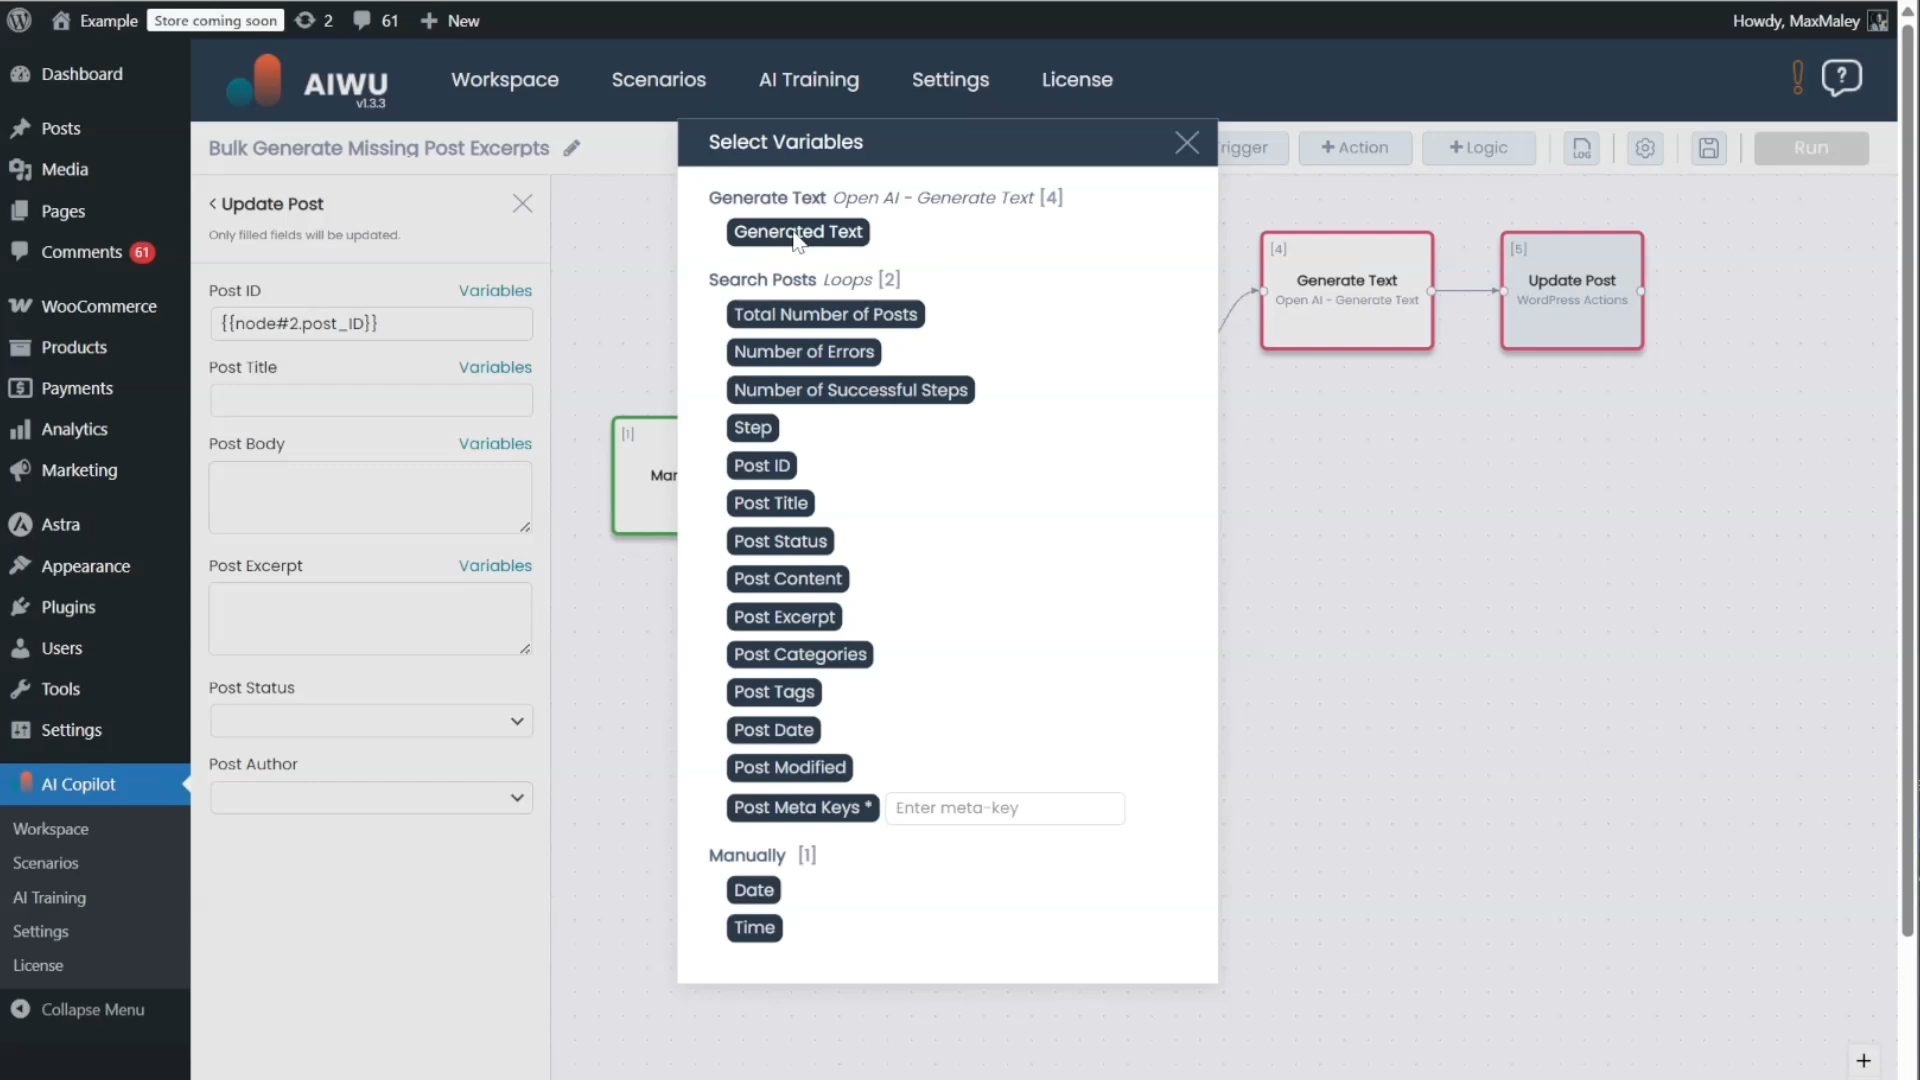 Example
Store coming soon
2
61
New
Howdy, MaxMaley
Dashboard
Posts
Media
Pages
Comments 61
WooCommerce
Products
Payments
Analytics
Marketing
Astra
Appearance
Plugins
Users
Tools
Settings
AI Copilot
Workspace
Scenarios
AI Training
Settings
License
Collapse Menu
AIWU
v1.3.3
Workspace
Scenarios
AI Training
Settings
License
?
Bulk Generate Missing Post Excerpts
rigger
+ Action
+ Logic
LOG
Run
< Update Post
Only filled fields will be updated.
Post ID Variables
{{node#2.post_ID}}
Post Title Variables
Post Body Variables
Post Excerpt Variables
Post Status
Post Author
[1]
Mar
Select Variables
Generate Text Open AI - Generate Text [4]
Generated Text
Search Posts Loops [2]
Total Number of Posts
Number of Errors
Number of Successful Steps
Step
Post ID
Post Title
Post Status
Post Content
Post Excerpt
Post Categories
Post Tags
Post Date
Post Modified
Post Meta Keys * Enter meta-key
Manually [1]
Date
Time
[4]
Generate Text
Open AI - Generate Text
[5]
Update Post
WordPress Actions
+